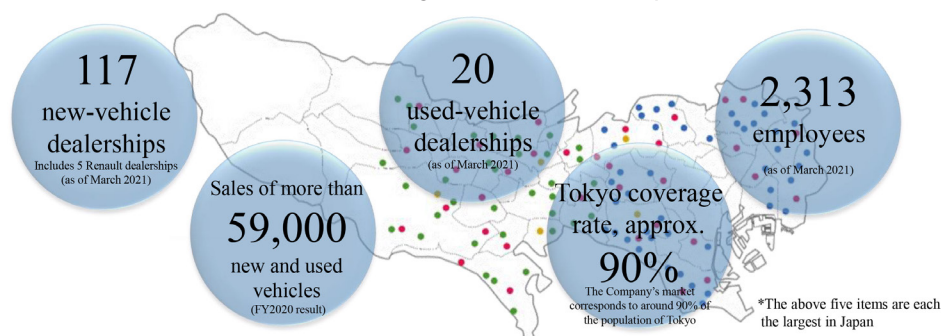 117
new-vehicle
dealerships
Includes 5 Renault dealerships
(as of March 2021)
Sales of more than
59,000
new and used
vehicles
(FY2020 result)
20
used-vehicle
dealerships
(as of March 2021)
Tokyo coverage
rate, approx.
90%
The Company's market
corresponds to around 90% of
the population of Tokyo
2,313
employees
(as of March 2021)
*The above five items are each
the largest in Japan